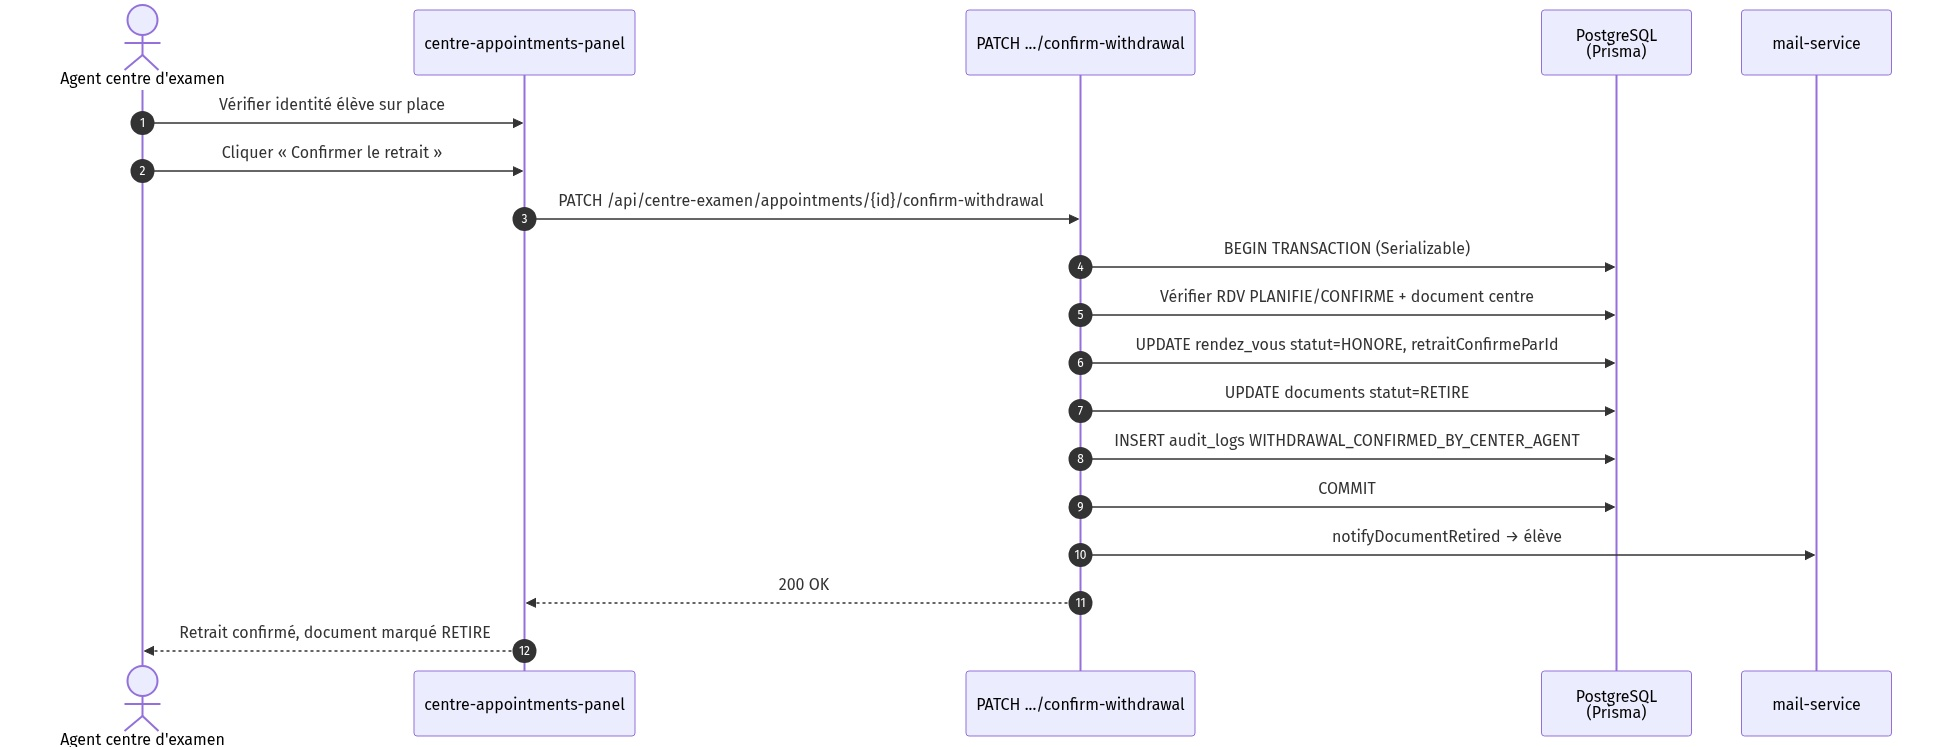 Agent centre d'examen
centre-appointments-panel
PATCH .../confirm-withdrawal
PostgreSQL
(Prisma)
mail-service
Vérifier identité élève sur place
1
Cliquer « Confirmer le retrait »
2
PATCH /api/centre-examen/appointments/{id}/confirm-withdrawal
3
BEGIN TRANSACTION (Serializable)
4
Vérifier RDV PLANIFIE/CONFIRME + document centre
5
UPDATE rendez_vous statut=HONORE, retraitConfirmeParId
6
UPDATE documents statut=RETIRE
7
INSERT audit_logs WITHDRAWAL_CONFIRMED_BY_CENTER_AGENT
8
COMMIT
9
notifyDocumentRetired → élève
10
200 OK
11
Retrait confirmé, document marqué RETIRE
12
Agent centre d'examen
centre-appointments-panel
PATCH .../confirm-withdrawal
PostgreSQL
(Prisma)
mail-service